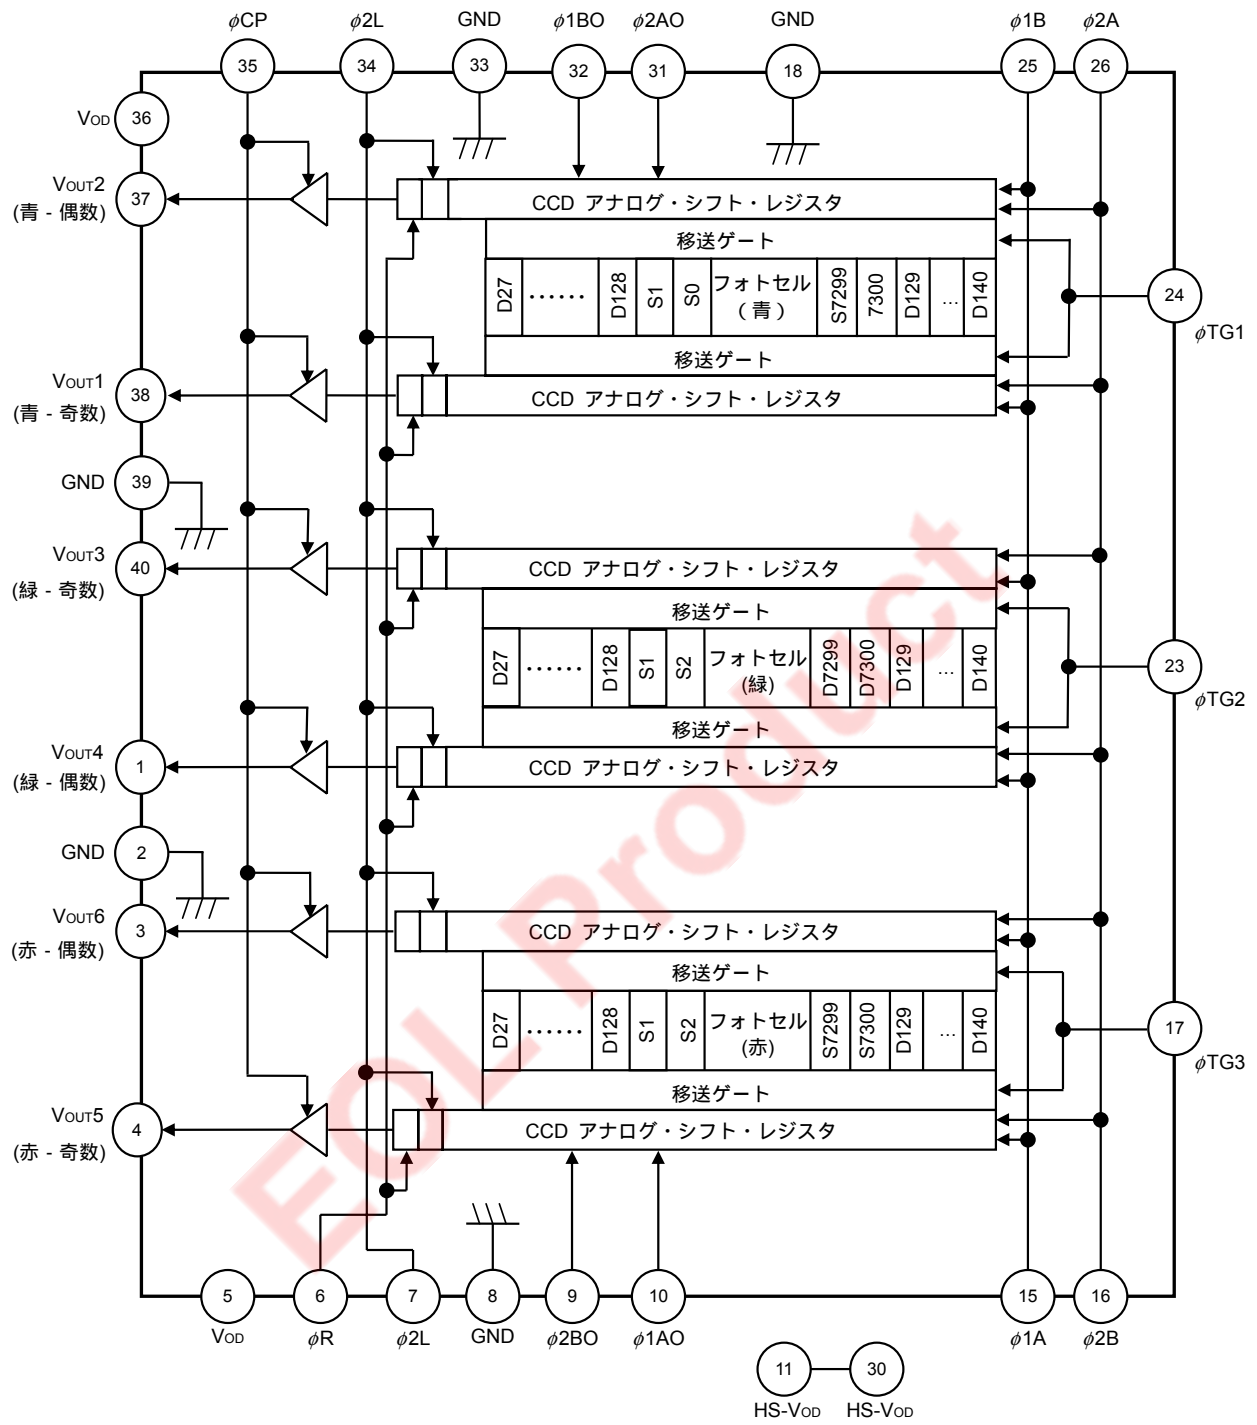 φCP φ2L GND φ1BO φ2AO GND φ1B φ2A
35 34 33 32 31 18 25 26
VOD 36
VOUT2 37
(青 - 偶数)
CCD アナログ・シフト・レジスタ
移送ゲート
D27 ······ D128 S1 S0 フォトセル (青) S7299 7300 D129 ... D140
24
φTG1
移送ゲート
VOUT1 38
(青 - 奇数)
CCD アナログ・シフト・レジスタ
GND 39
VOUT3 40
(緑 - 奇数)
CCD アナログ・シフト・レジスタ
移送ゲート
D27 ······ D128 S1 S2 フォトセル (緑) D7299 D7300 D129 ... D140
23
φTG2
移送ゲート
VOUT4 1
(緑 - 偶数)
CCD アナログ・シフト・レジスタ
GND 2
VOUT6 3
(赤 - 偶数)
CCD アナログ・シフト・レジスタ
移送ゲート
D27 ······ D128 S1 S2 フォトセル (赤) S7299 S7300 D129 ... D140
17
φTG3
移送ゲート
VOUT5 4
(赤 - 奇数)
CCD アナログ・シフト・レジスタ
5 6 7 8 9 10 15 16
VOD φR φ2L GND φ2BO φ1AO φ1A φ2B
11 30
HS-VOD HS-VOD
EOL Product